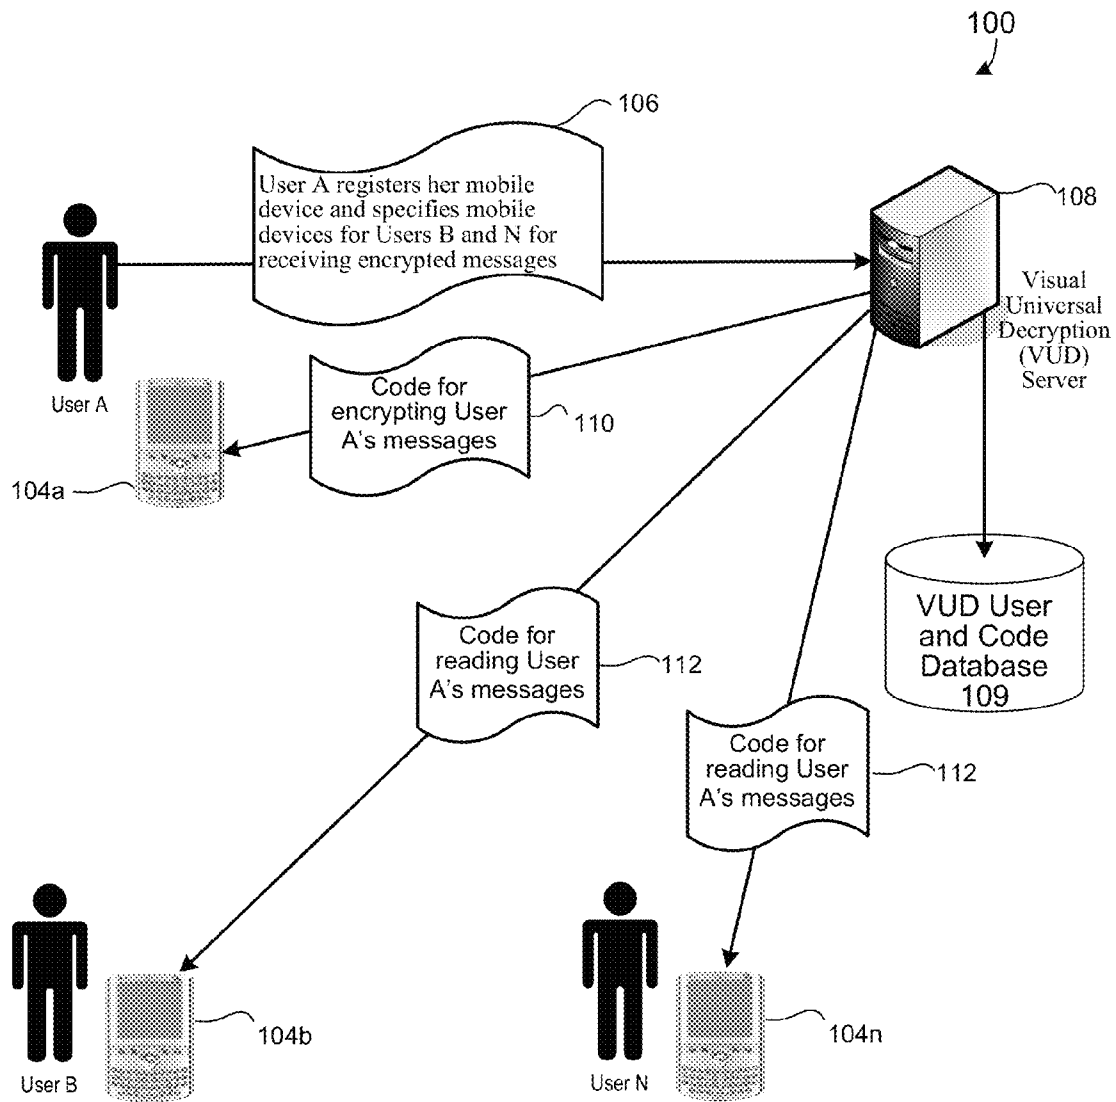 100
106
User A registers her mobile
device and specifies mobile
devices for Users B and N for
receiving encrypted messages
108
Visual
Universal
Decryption
(VUD)
Server
User A
Code for
encrypting User
A's messages
110
104a
VUD User
and Code
Database
109
Code for
reading User
A's messages
112
Code for
reading User
A's messages
112
User B
104b
User N
104n